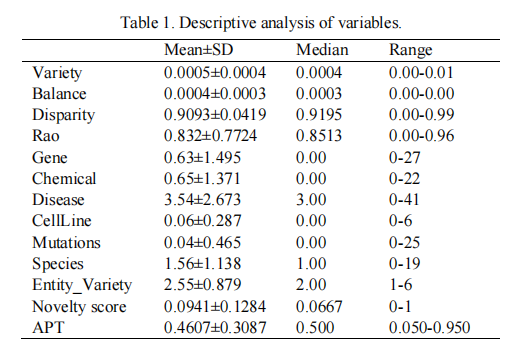 Table 1. Descriptive analysis of variables.
Mean±SD Median Range
Variety 0.0005±0.0004 0.0004 0.00-0.01
Balance 0.0004±0.0003 0.0003 0.00-0.00
Disparity 0.9093±0.0419 0.9195 0.00-0.99
Rao 0.832±0.7724 0.8513 0.00-0.96
Gene 0.63±1.495 0.00 0-27
Chemical 0.65±1.371 0.00 0-22
Disease 3.54±2.673 3.00 0-41
CellLine 0.06±0.287 0.00 0-6
Mutations 0.04±0.465 0.00 0-25
Species 1.56±1.138 1.00 0-19
Entity_Variety 2.55±0.879 2.00 1-6
Novelty score 0.0941±0.1284 0.0667 0-1
APT 0.4607±0.3087 0.500 0.050-0.950